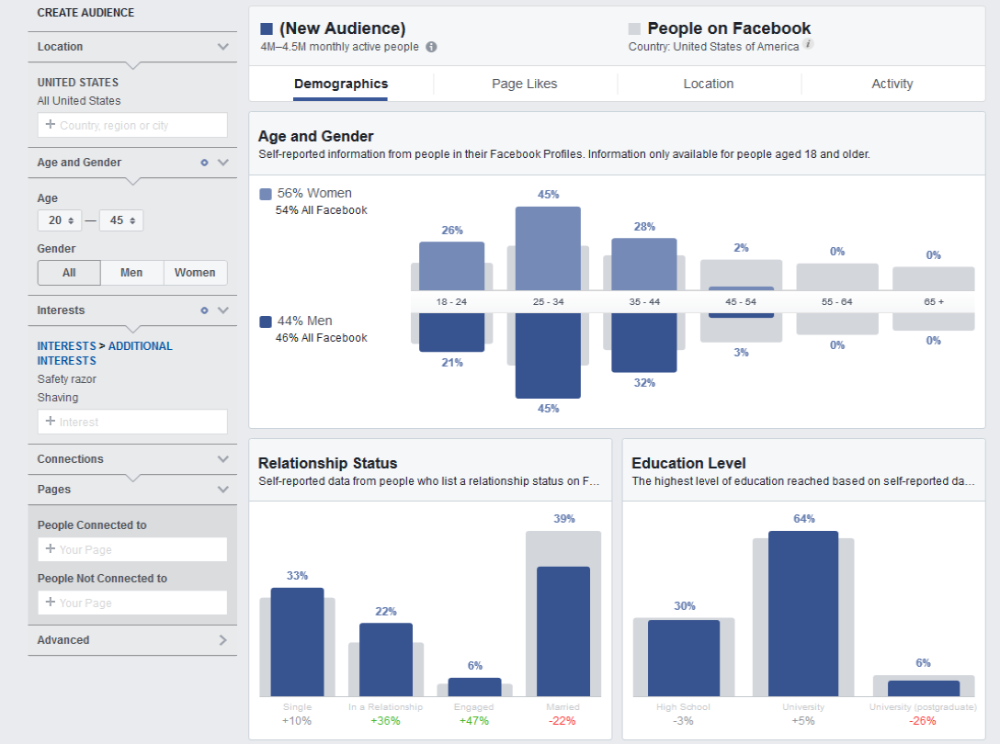 CREATE AUDIENCE
Location
UNITED STATES
All United States
+ Country, region or city
Age and Gender
Age
20 — 45
Gender
All Men Women
Interests
INTERESTS > ADDITIONAL
INTERESTS
Safety razor
Shaving
+ Interest
Connections
Pages
People Connected to
+ Your Page
People Not Connected to
+ Your Page
Advanced
(New Audience)
4M–4.5M monthly active people i
People on Facebook
Country: United States of America i
Demographics Page Likes Location Activity
Age and Gender
Self-reported information from people in their Facebook Profiles. Information only available for people aged 18 and older.
56% Women
54% All Facebook
26% 45% 28% 2% 0% 0%
18 - 24 25 - 34 35 - 44 45 - 54 55 - 64 65 +
44% Men
46% All Facebook
21% 45% 32% 3% 0% 0%
Relationship Status
Self-reported data from people who list a relationship status on F...
33% 22% 6% 39%
Single In a Relationship Engaged Married
+10% +36% +47% -22%
Education Level
The highest level of education reached based on self-reported da...
30% 64% 6%
High School University University (postgraduate)
-3% +5% -26%